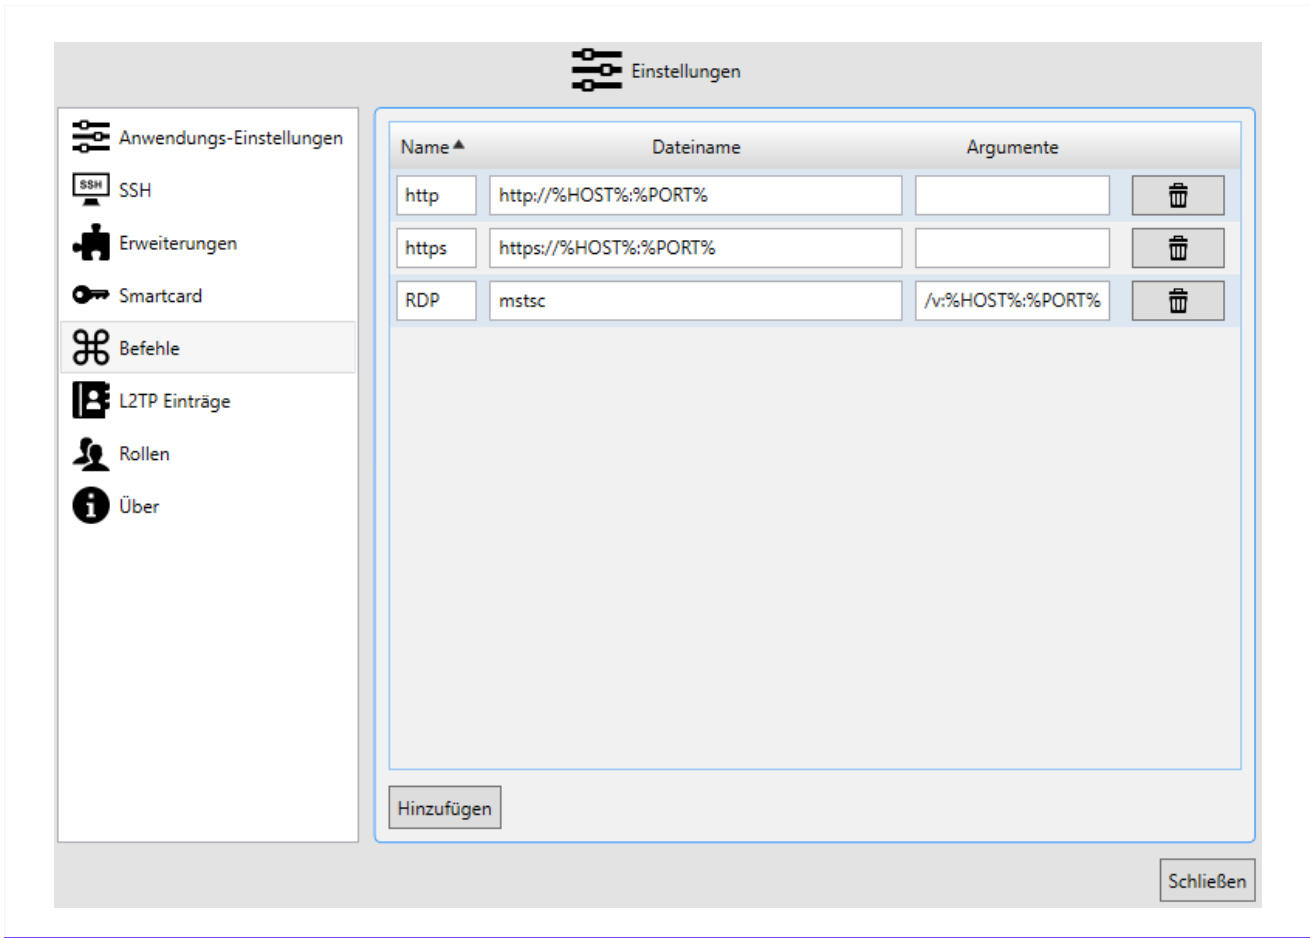 Einstellungen
Anwendungs-Einstellungen
SSH SSH
Erweiterungen
Smartcard
Befehle
L2TP Einträge
Rollen
Über
Name Dateiname Argumente
http http://%HOST%:%PORT%
https https://%HOST%:%PORT%
RDP mstsc /v:%HOST%:%PORT%
Hinzufügen
Schließen